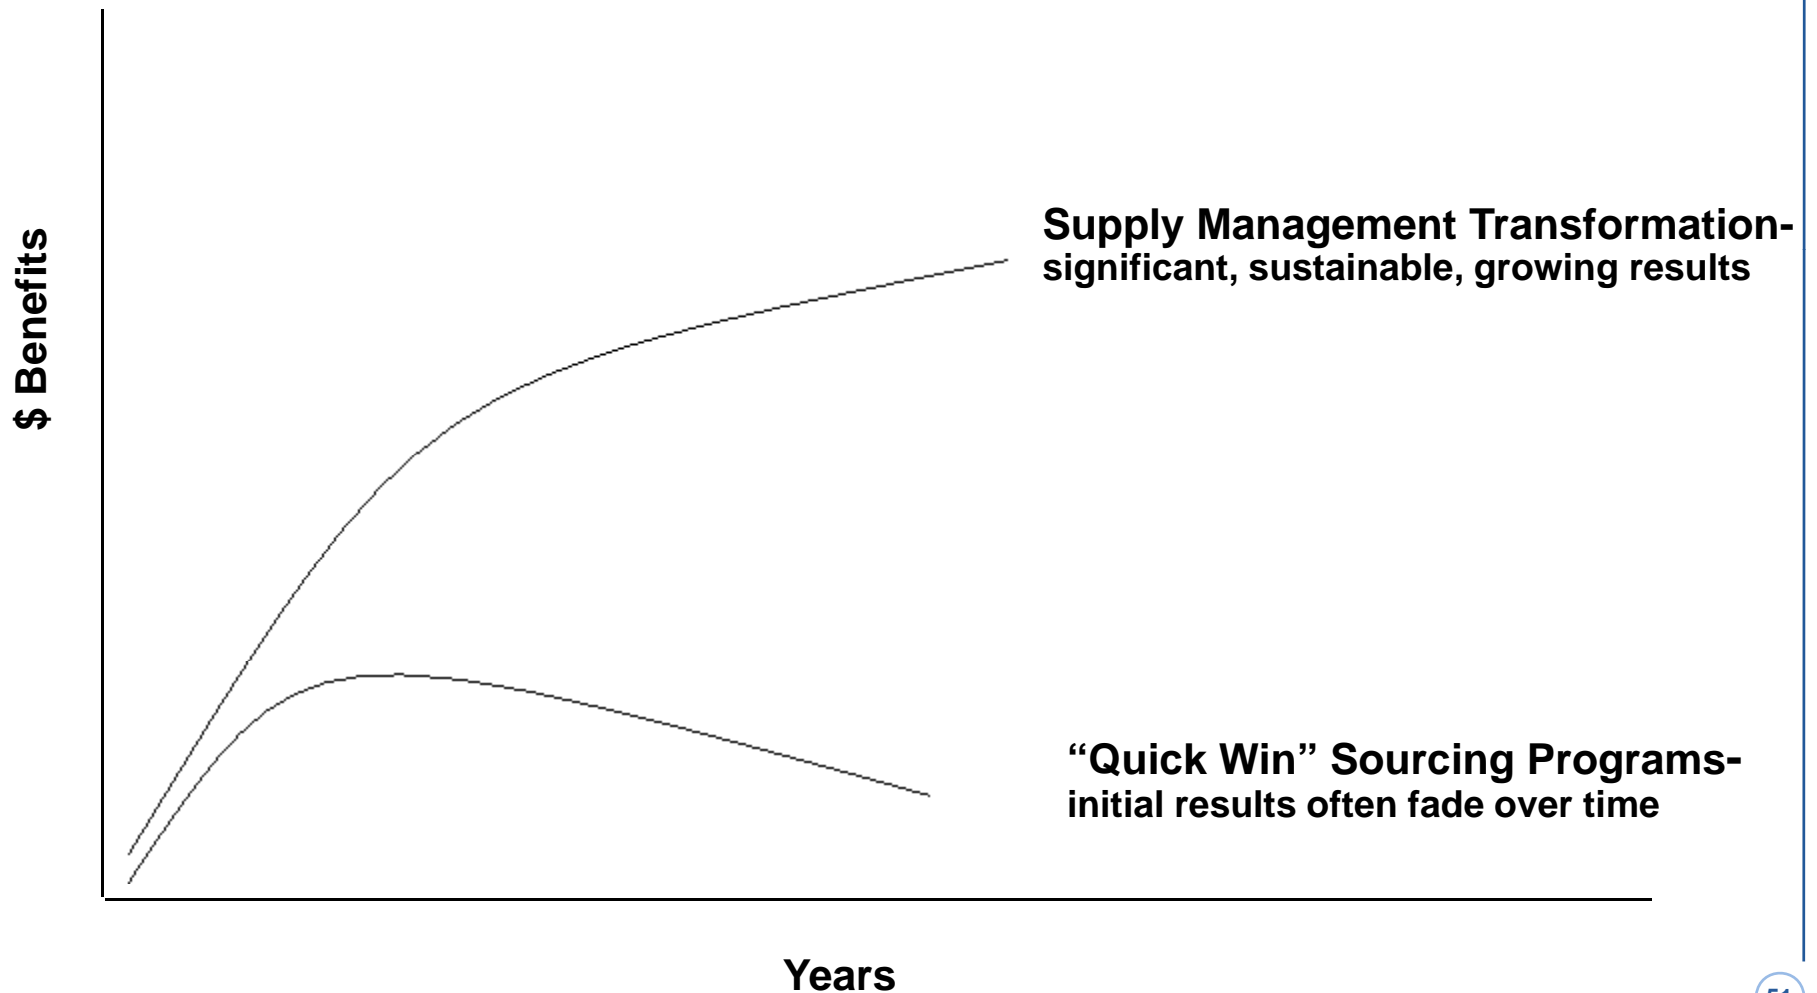 $ Benefits
Supply Management Transformation-
significant, sustainable, growing results
“Quick Win” Sourcing Programs-
initial results often fade over time
Years